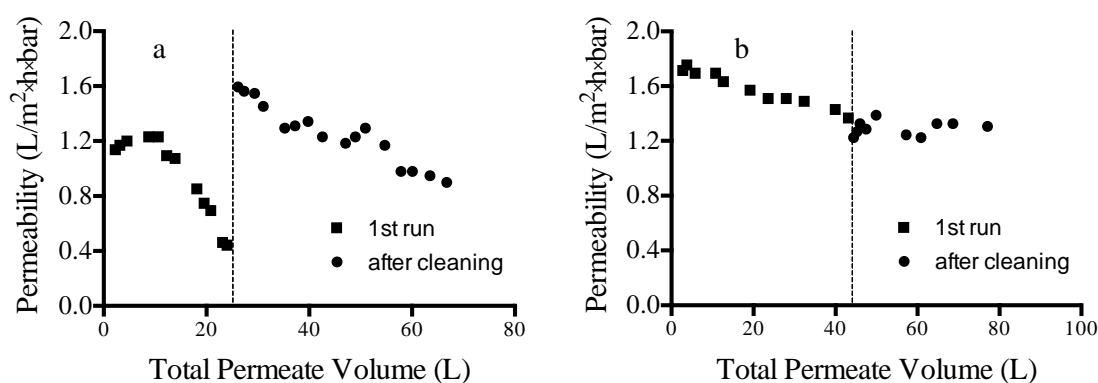 Permeability (L/m²×h×bar)
2.0
1.6
1.2
0.8
0.4
0.0
a
1st run
after cleaning
0 20 40 60 80
Total Permeate Volume (L)
Permeability (L/m²×h×bar)
2.0
1.6
1.2
0.8
0.4
0.0
b
1st run
after cleaning
0 20 40 60 80 100
Total Permeate Volume (L)